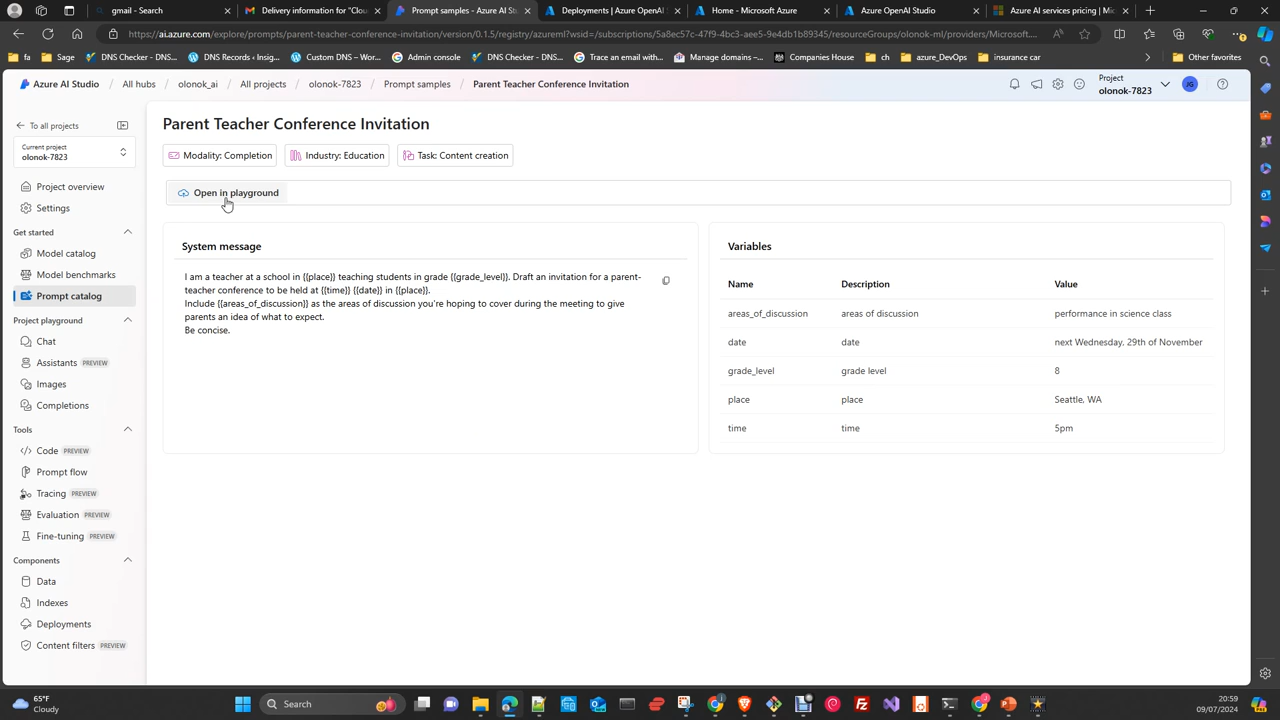 gmail - Search
Delivery information for "Clou
Prompt samples - Azure AI St
Deployments | Azure OpenAI S
Home - Microsoft Azure
Azure OpenAI Studio
Azure AI services pricing | Mic
https://ai.azure.com/explore/prompts/parent-teacher-conference-invitation/version/0.1.5/registry/azureml?wsid=/subscriptions/5a8ec57c-47f9-4bc3-aee5-9e4db1b89345/resourceGroups/olonok-ml/providers/Microsoft....
fa
Sage
DNS Checker - DNS...
DNS Records ‹ Insig...
DNS Checker - DNS...
Admin console
Trace an email with...
Manage domains -...
Companies House
ch
azure_DevOps
insurance car
Other favorites
Azure AI Studio / All hubs / olonok_ai / All projects / olonok-7823 / Prompt samples / Parent Teacher Conference Invitation
Project
olonok-7823
JG
To all projects
Current project
olonok-7823
Project overview
Settings
Get started
Model catalog
Model benchmarks
Prompt catalog
Project playground
Chat
Assistants PREVIEW
Images
Completions
Tools
Code PREVIEW
Prompt flow
Tracing PREVIEW
Evaluation PREVIEW
Fine-tuning PREVIEW
Components
Data
Indexes
Deployments
Content filters PREVIEW
Parent Teacher Conference Invitation
Modality: Completion
Industry: Education
Task: Content creation
Open in playground
System message
I am a teacher at a school in {{place}} teaching students in grade {{grade_level}}. Draft an invitation for a parent-
teacher conference to be held at {{time}} {{date}} in {{place}}.
Include {{areas_of_discussion}} as the areas of discussion you're hoping to cover during the meeting to give
parents an idea of what to expect.
Be concise.
Variables
Name Description Value
areas_of_discussion areas of discussion performance in science class
date date next Wednesday, 29th of November
grade_level grade level 8
place place Seattle, WA
time time 5pm
65°F
Cloudy
Search
20:59
09/07/2024